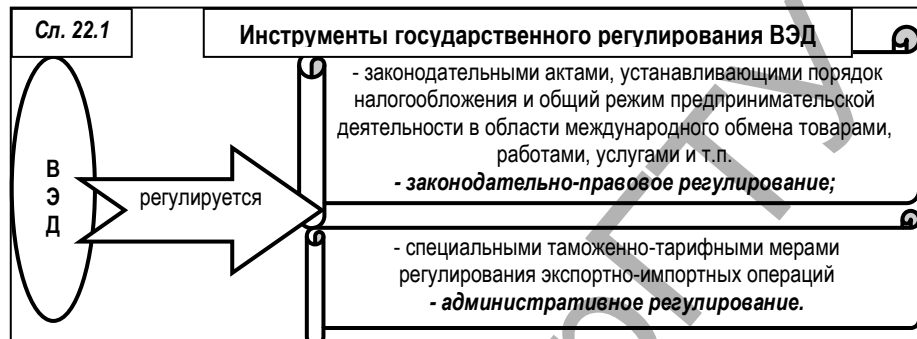 Сл. 22.1
Инструменты государственного регулирования ВЭД
- законодательными актами, устанавливающими порядок
налогообложения и общий режим предпринимательской
деятельности в области международного обмена товарами,
работами, услугами и т.п.
- законодательно-правовое регулирование;
В
Э
Д
регулируется
- специальными таможенно-тарифными мерами
регулирования экспортно-импортных операций
- административное регулирование.